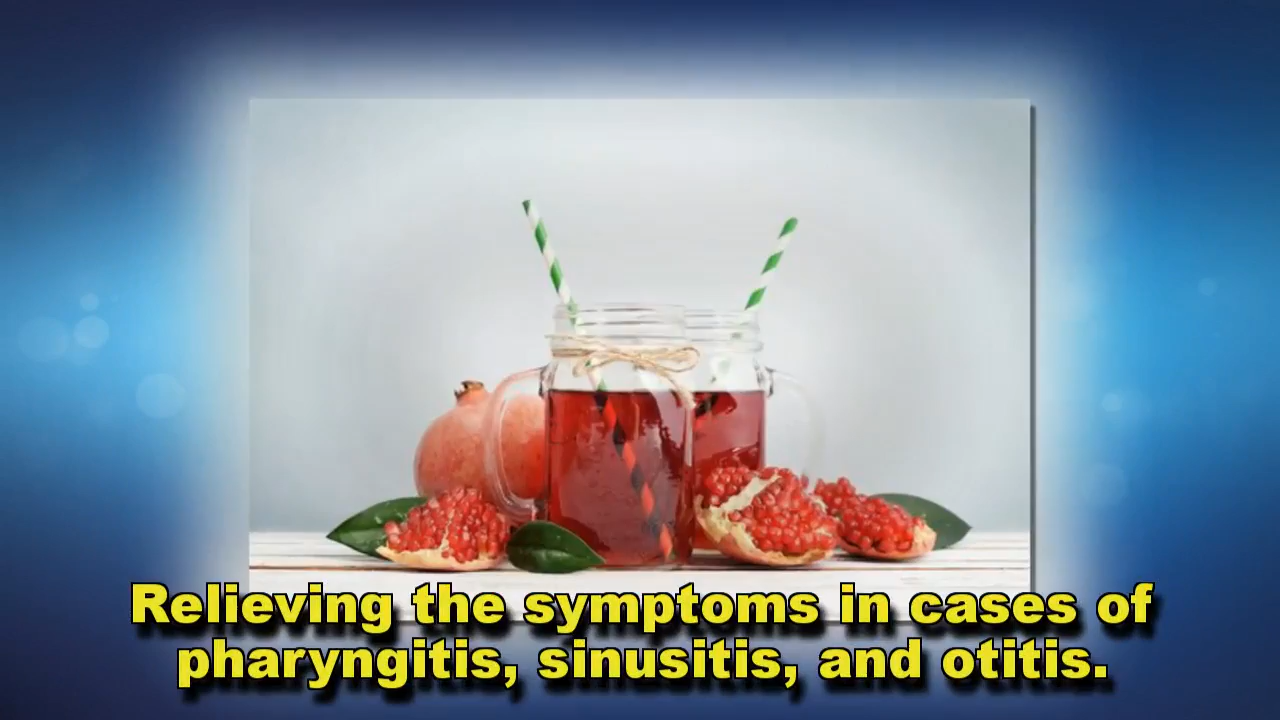 Relieving the symptoms in cases of
pharyngitis, sinusitis, and otitis.